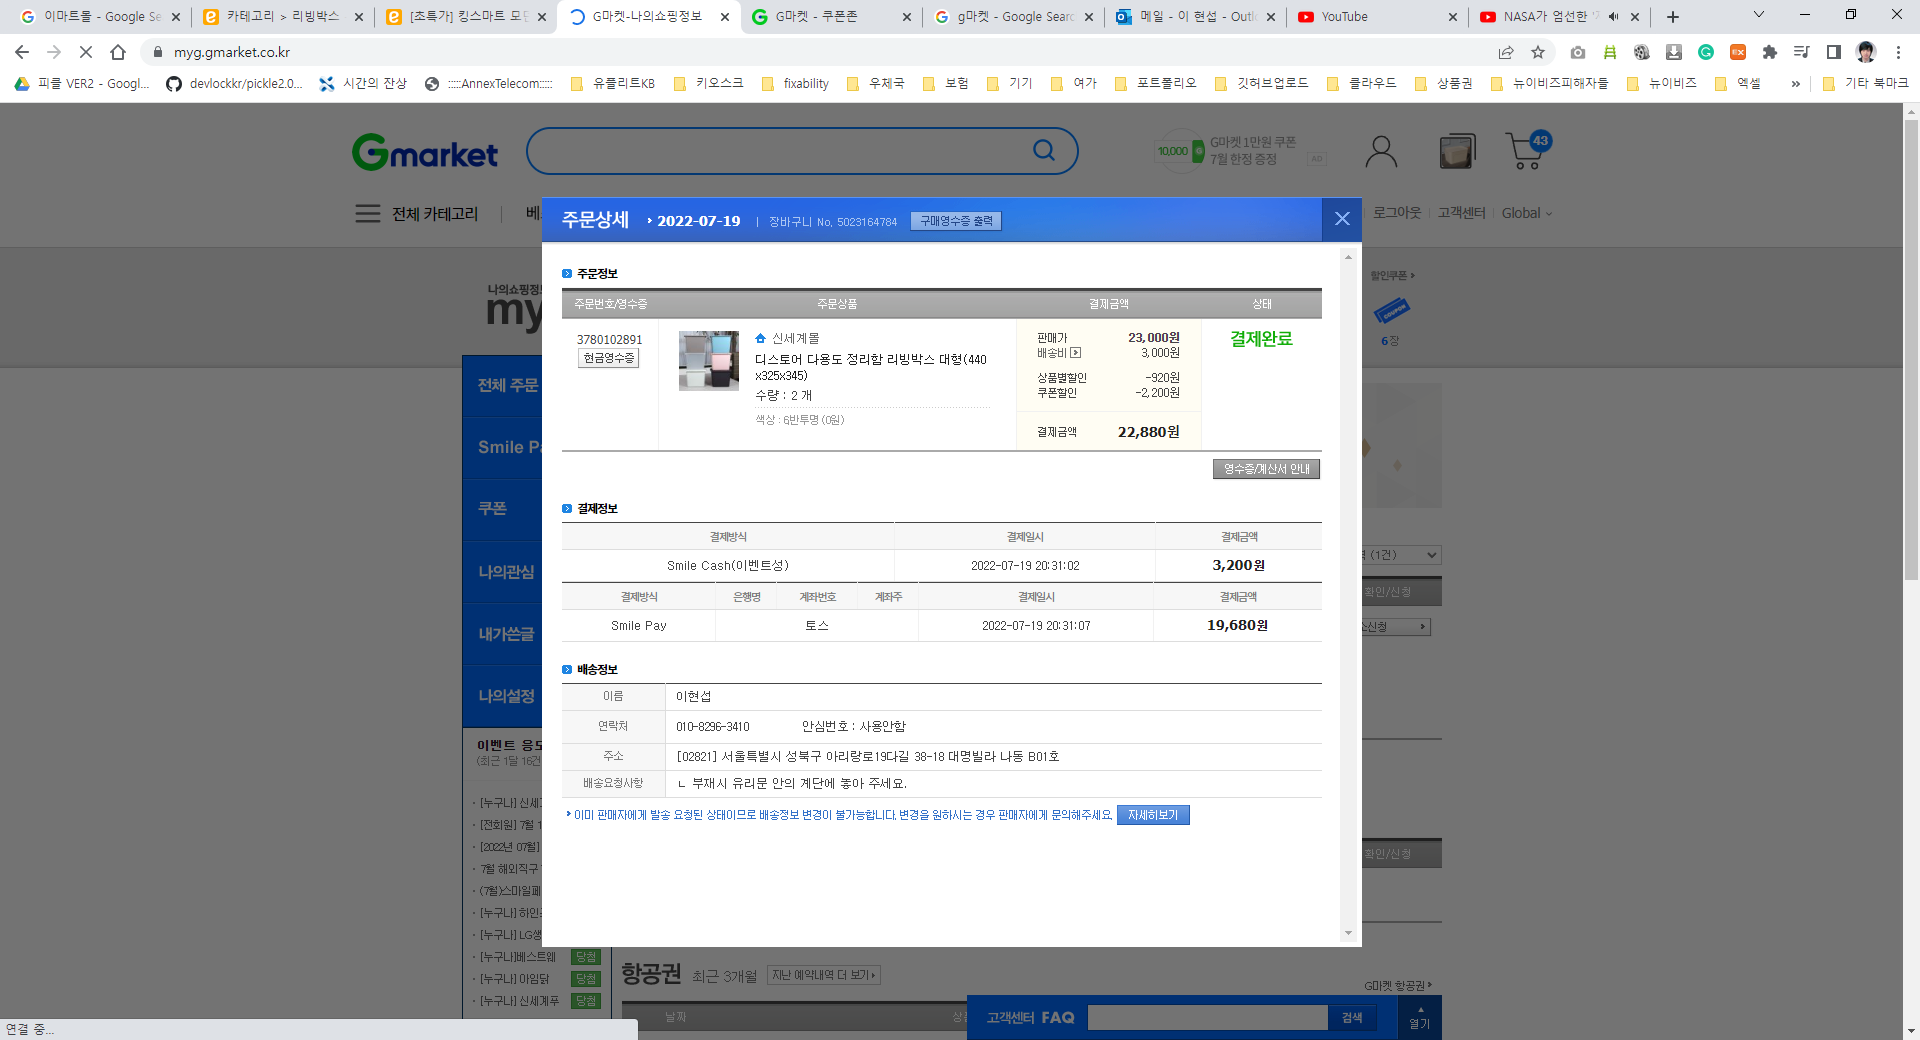 이마트몰 - Google Se
카테고리 > 리빙박스
[초특가] 킹스마트 모던
G마켓-나의쇼핑정보
G마켓 - 쿠폰존
g마켓 - Google Searc
메일 - 이 현섭 - Outlo
YouTube
NASA가 엄선한
myg.gmarket.co.kr
피클 VER2 - Googl...
devlockkr/pickle2.0...
시간의 잔상
:::::AnnexTelecom:::::
유플리트KB
키오스크
fixability
우체국
보험
기기
여가
포트폴리오
깃허브업로드
클라우드
상품권
뉴이비즈피해자들
뉴이비즈
엑셀
»
기타 북마크
Gmarket
10,000
G마켓 1만원 쿠폰
7월 한정 증정
AD
43
전체 카테고리
베
로그아웃
고객센터
Global
주문상세
2022-07-19
장바구니 No. 5023164784
구매영수증 출력
나의쇼핑정보
my
할인쿠폰
COUPON
6장
전체 주문
Smile P
쿠폰
나의관심
내가쓴글
나의설정
주문정보
주문번호/영수증
주문상품
결제금액
상태
3780102891
현금영수증
신세계몰
디스토어 다용도 정리함 리빙박스 대형(440
x325x345)
수량 : 2 개
색상 : 6반투명 (0원)
판매가 23,000원
배송비 3,000원
상품별할인 -920원
쿠폰할인 -2,200원
결제금액 22,880원
결제완료
영수증/계산서 안내
결제정보
결제방식 결제일시 결제금액
Smile Cash(이벤트성) 2022-07-19 20:31:02 3,200원
결제방식 은행명 계좌번호 계좌주 결제일시 결제금액
Smile Pay 토스 2022-07-19 20:31:07 19,680원
배송정보
이름 이현섭
연락처 010-8296-3410 안심번호 : 사용안함
주소 [02821] 서울특별시 성북구 아리랑로19다길 38-18 대명빌라 나동 B01호
배송요청사항 ㄴ 부재시 유리문 안의 계단에 놓아 주세요.
이미 판매자에게 발송 요청된 상태이므로 배송정보 변경이 불가능합니다. 변경을 원하시는 경우 판매자에게 문의해주세요.
자세히보기
(1건)
확인/신청
소신청
확인/신청
이벤트 응모
(최근 1달 16건
[누구나] 신세계
[전회원] 7월 1
[2022년 07월]
7월 해외직구
(7월)스마일페
[누구나] 하인즈
[누구나] LG생
[누구나]베스트웨 당첨
[누구나] 아임닭 당첨
[누구나] 신세계푸 당첨
항공권
최근 3개월
지난 예약내역 더 보기
G마켓 항공권
날짜
상품
고객센터 FAQ
검색
열기
연결 중...